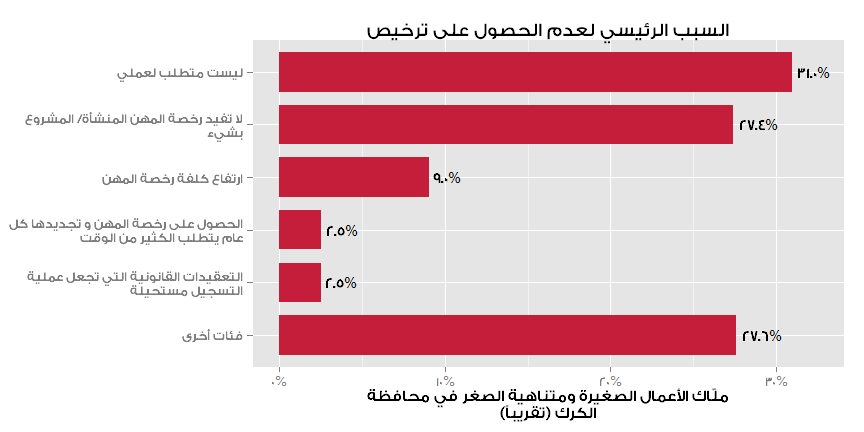 السبب الرئيسي لعدم الحصول على ترخيص
ليست متطلب لعملي
٣١.٠%
لا تفيد رخصة المهن المنشأة/ المشروع
بشيء
٢٧.٤%
ارتفاع كلفة رخصة المهن
٩.٠%
الحصول على رخصة المهن و تجديدها كل
عام يتطلب الكثير من الوقت
٢.٥%
التعقيدات القانونية التي تجعل عملية
التسجيل مستحيلة
٢.٥%
فئات أخرى
٢٧.٦%
٠%
١٠%
٢٠%
٣٠%
ملّاك الأعمال الصغيرة ومتناهية الصغر في محافظة
الكرك (تقريباً)